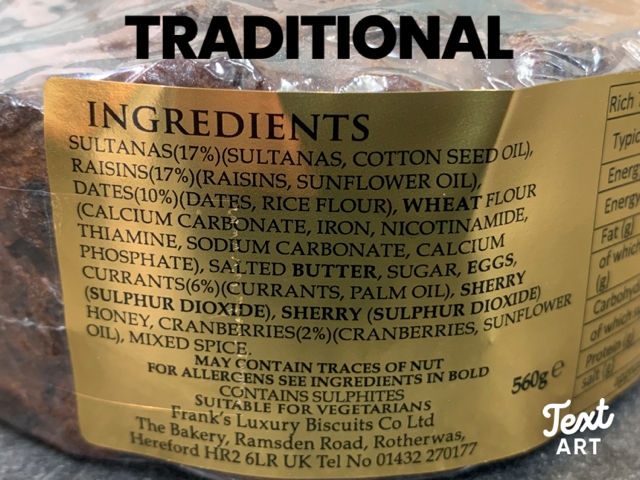 TRADITIONAL
INGREDIENTS
SULTANAS(17%)(SULTANAS, COTTON SEED OIL),
RAISINS(17%)(RAISINS, SUNFLOWER OIL),
DATES(10%)(DATES, RICE FLOUR), WHEAT FLOUR
(CALCIUM CARBONATE, IRON, NICOTINAMIDE,
THIAMINE, SODIUM CARBONATE, CALCIUM
PHOSPHATE), SALTED BUTTER, SUGAR, EGGS,
CURRANTS(6%)(CURRANTS, PALM OIL), SHERRY
(SULPHUR DIOXIDE), SHERRY (SULPHUR DIOXIDE)
HONEY, CRANBERRIES(2%)(CRANBERRIES, SUNFLOWER
OIL), MIXED SPICE.
MAY CONTAIN TRACES OF NUT
FOR ALLERGENS SEE INGREDIENTS IN BOLD
CONTAINS SULPHITES
SUITABLE FOR VEGETARIANS
Frank's Luxury Biscuits Co Ltd
The Bakery, Ramsden Road, Rotherwas,
Hereford HR2 6LR UK Tel No 01432 270177
560g e
Rich
Typic
Energ
Energy
Fat (g)
of which
(g)
Carbohyd
of which s
Protein (g)
salt (g)
Text
ART